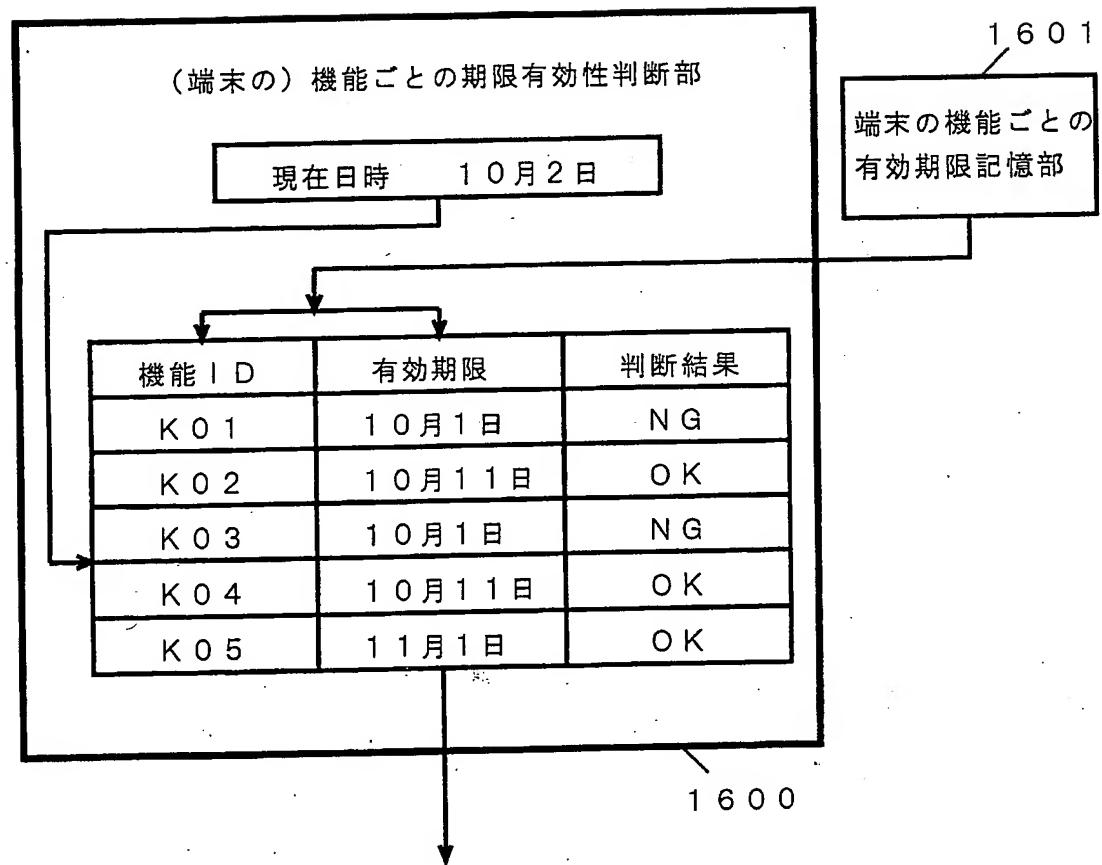 １６０１
（端末の）機能ごとの期限有効性判断部
端末の機能ごとの
有効期限記憶部
現在日時　１０月２日
機能ＩＤ　有効期限　判断結果
Ｋ０１　１０月１日　ＮＧ
Ｋ０２　１０月１１日　ＯＫ
Ｋ０３　１０月１日　ＮＧ
Ｋ０４　１０月１１日　ＯＫ
Ｋ０５　１１月１日　ＯＫ
１６００